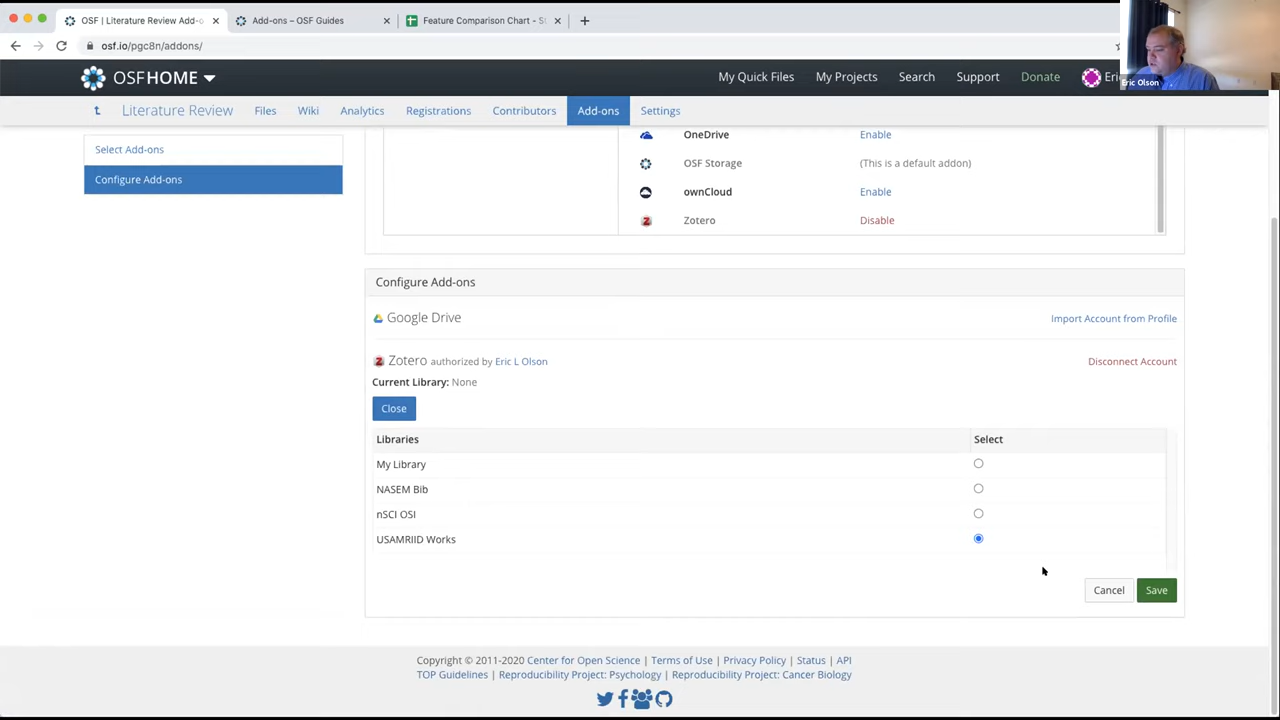 OSF | Literature Review Add-o
Add-ons – OSF Guides
Feature Comparison Chart - S
osf.io/pgc8n/addons/
OSFHOME
My Quick Files
My Projects
Search
Support
Donate
Eric Olson
Literature Review
Files
Wiki
Analytics
Registrations
Contributors
Add-ons
Settings
Select Add-ons
Configure Add-ons
OneDrive Enable
OSF Storage (This is a default addon)
ownCloud Enable
Zotero Disable
Configure Add-ons
Google Drive Import Account from Profile
Zotero authorized by Eric L Olson Disconnect Account
Current Library: None
Close
Libraries Select
My Library
NASEM Bib
nSCI OSI
USAMRIID Works
Cancel Save
Copyright © 2011-2020 Center for Open Science | Terms of Use | Privacy Policy | Status | API
TOP Guidelines | Reproducibility Project: Psychology | Reproducibility Project: Cancer Biology